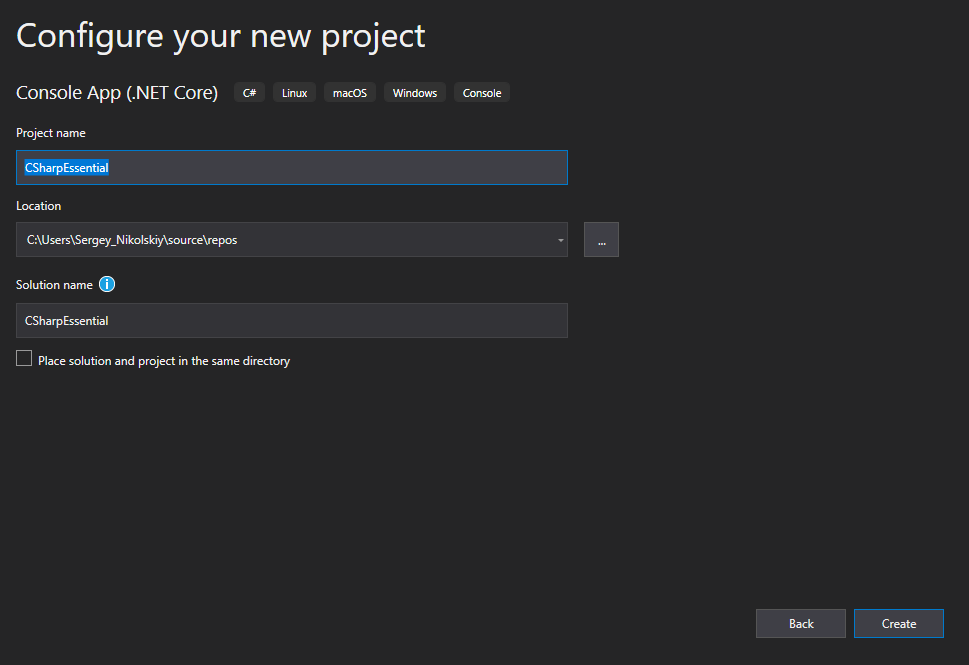 Configure your new project
Console App (.NET Core) C# Linux macOS Windows Console
Project name
CSharpEssential
Location
C:\Users\Sergey_Nikolskiy\source\repos
...
Solution name i
CSharpEssential
Place solution and project in the same directory
Back Create